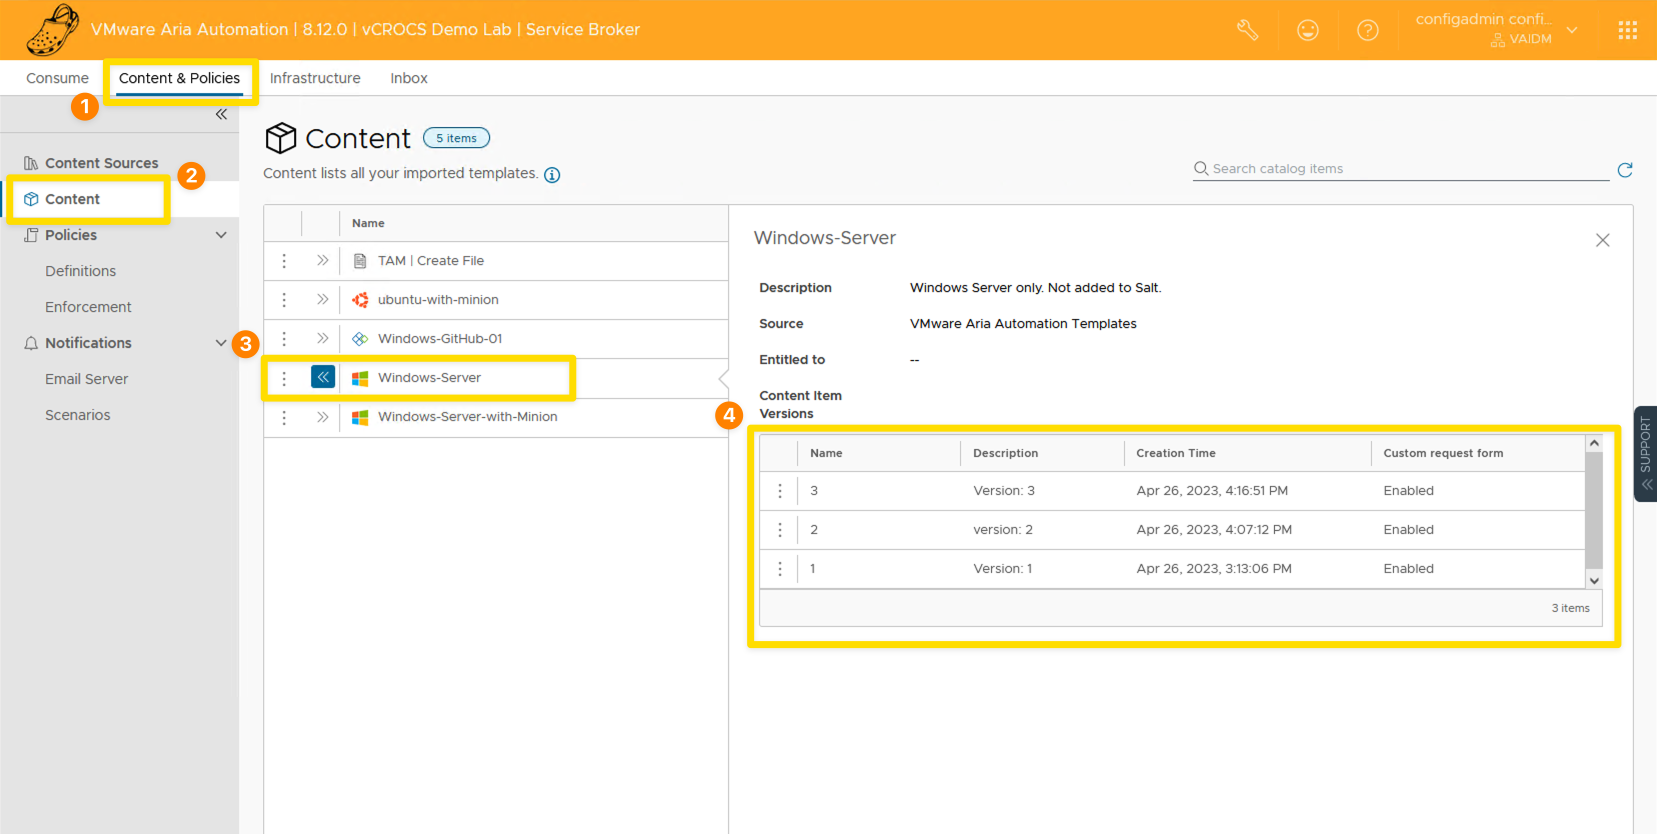 VMware Aria Automation | 8.12.0 | vCROCS Demo Lab | Service Broker
configadmin confi...
VAIDM
Consume
Content & Policies
Infrastructure
Inbox
1
Content Sources
2
Content
Policies
Definitions
Enforcement
Notifications
Email Server
Scenarios
Content
5 items
Content lists all your imported templates.
Search catalog items
Name
TAM | Create File
ubuntu-with-minion
Windows-GitHub-01
3
Windows-Server
Windows-Server-with-Minion
Windows-Server
Description Windows Server only. Not added to Salt.
Source VMware Aria Automation Templates
Entitled to --
Content Item
Versions
4
Name Description Creation Time Custom request form
3 Version: 3 Apr 26, 2023, 4:16:51 PM Enabled
2 version: 2 Apr 26, 2023, 4:07:12 PM Enabled
1 Version: 1 Apr 26, 2023, 3:13:06 PM Enabled
3 items
SUPPORT